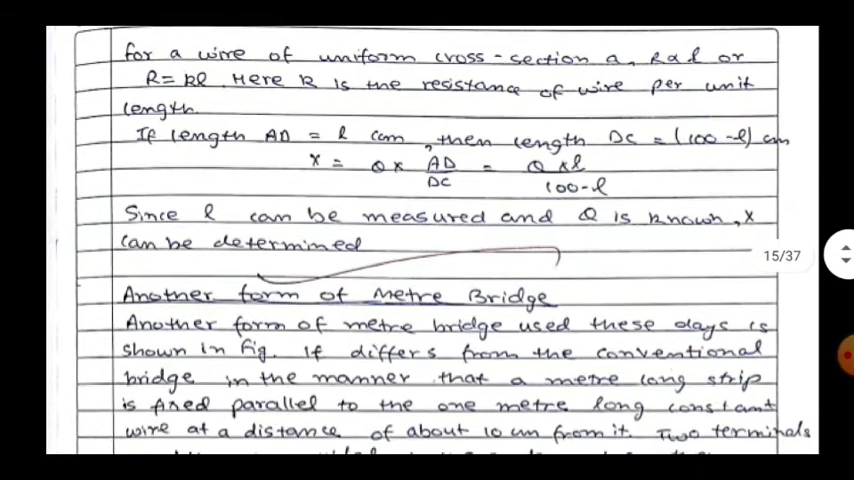 for a wire of uniform cross-section a, R α l or
R = kl. Here k is the resistance of wire per unit
length.
If length AD = l cm, then length DC = (100-l) cm
X = Q x AD/DC = Q x l/100-l
Since l can be measured and Q is known, X
can be determined
15/37
Another form of Metre Bridge
Another form of metre bridge used these days is
shown in fig. If differs from the conventional
bridge in the manner that a metre long strip
is fixed parallel to the one metre long constant
wire at a distance of about 10 cm from it. Two terminals